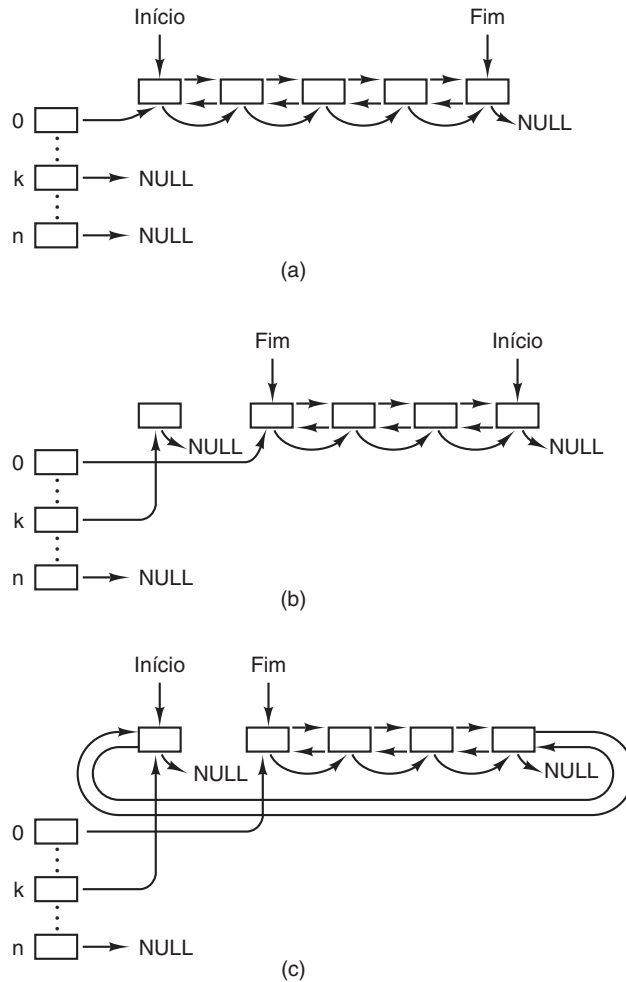 Início Fim
0
NULL
k NULL
n NULL
(a)
Fim Início
NULL NULL
0
k
n NULL
(b)
Início Fim
NULL NULL
0
k
n NULL
(c)